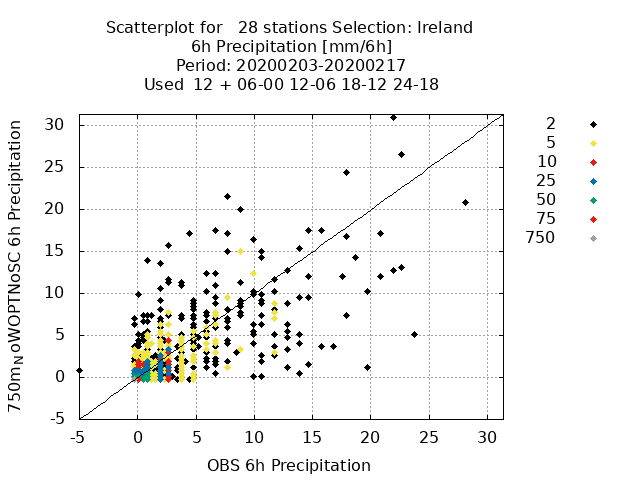 Scatterplot for   28 stations Selection: Ireland
6h Precipitation [mm/6h]
Period: 20200203-20200217
Used  12 + 06-00 12-06 18-12 24-18
750m_NoWOPTNoSC 6h Precipitation
30
25
20
15
10
5
0
-5
-5 0 5 10 15 20 25 30
OBS 6h Precipitation
2
5
10
25
50
75
750